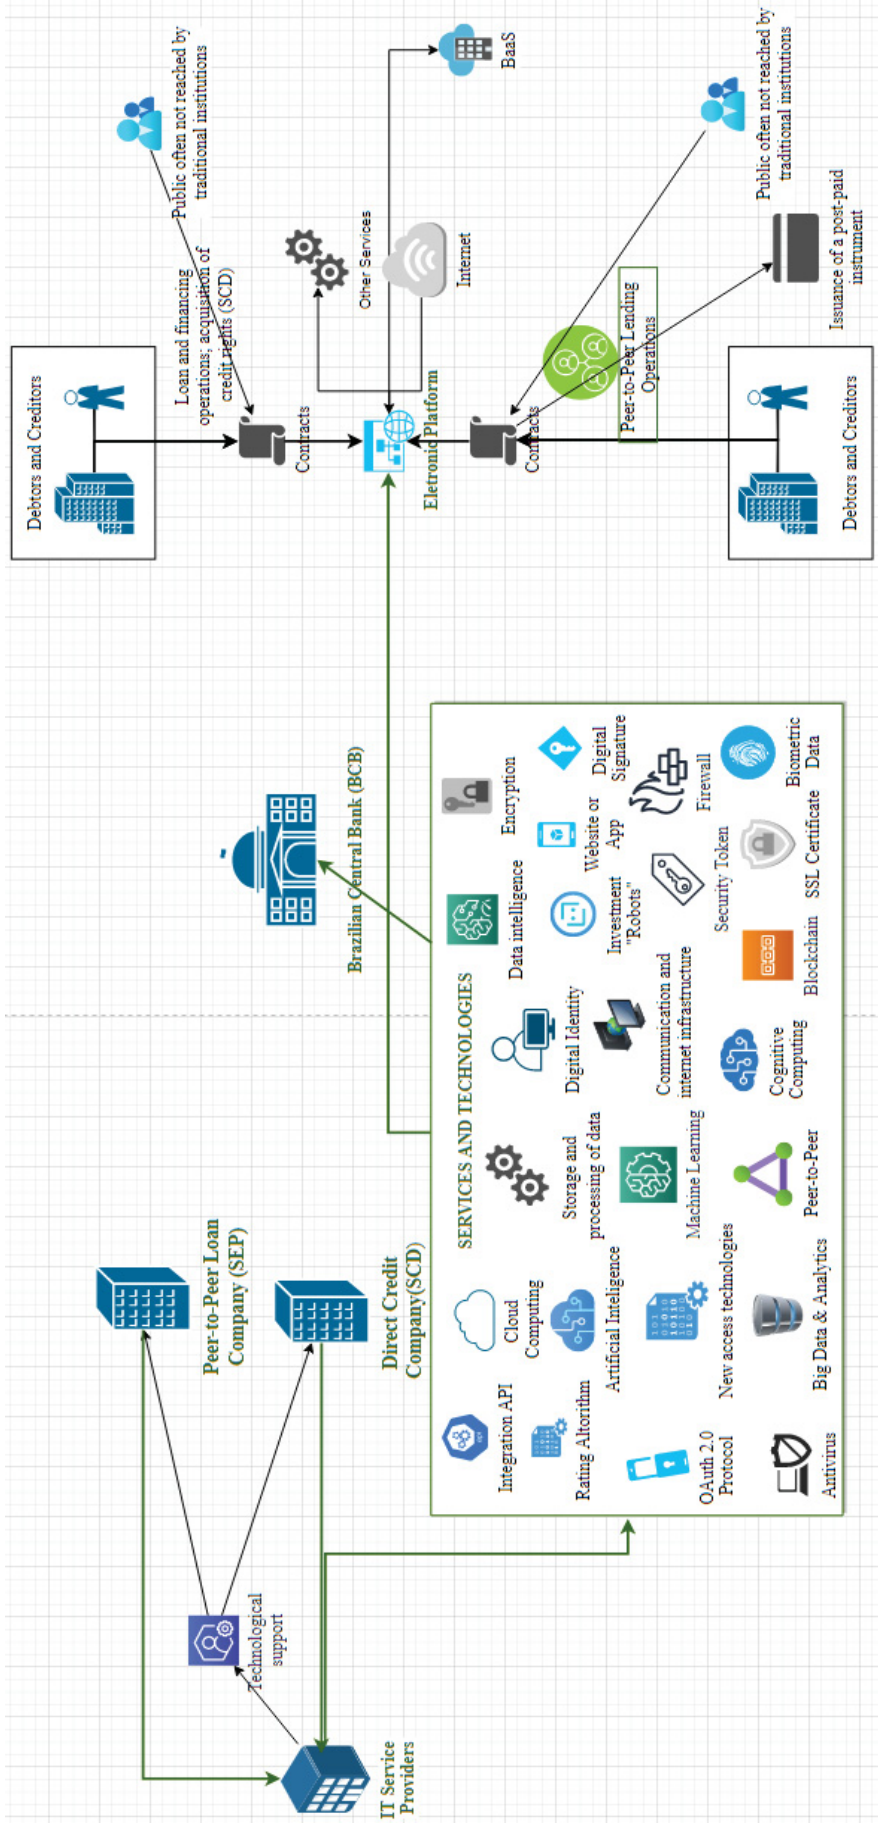 IT Service
Providers
Technological
support
Peer-to-Peer Loan
Company (SEP)
Direct Credit
Company(SCD)
Brazilian Central Bank (BCB)
SERVICES AND TECHNOLOGIES
Integration API
Cloud
Computing
Storage and
processing of data
Digital Identity
Data intelligence
Encryption
Rating Altorithm
Artificial Inteligence
Machine Learning
Communication and
internet infrastructure
Investment
"Robots"
Website or
App
Digital
Signature
OAuth 2.0
Protocol
New access technologies
Security Token
Firewall
Antivirus
Big Data & Analytics
Peer-to-Peer
Cognitive
Computing
Blockchain
SSL Certificate
Biometric
Data
Debtors and Creditors
Loan and financing
operations; acquisition of
credit rights (SCD)
Public often not reached by
traditional institutions
Contracts
Other Services
Eletronic Platform
Internet
BaaS
Contracts
Peer-to-Peer Lending
Operations
Public often not reached by
traditional institutions
Issuance of a post-paid
instrument
Debtors and Creditors